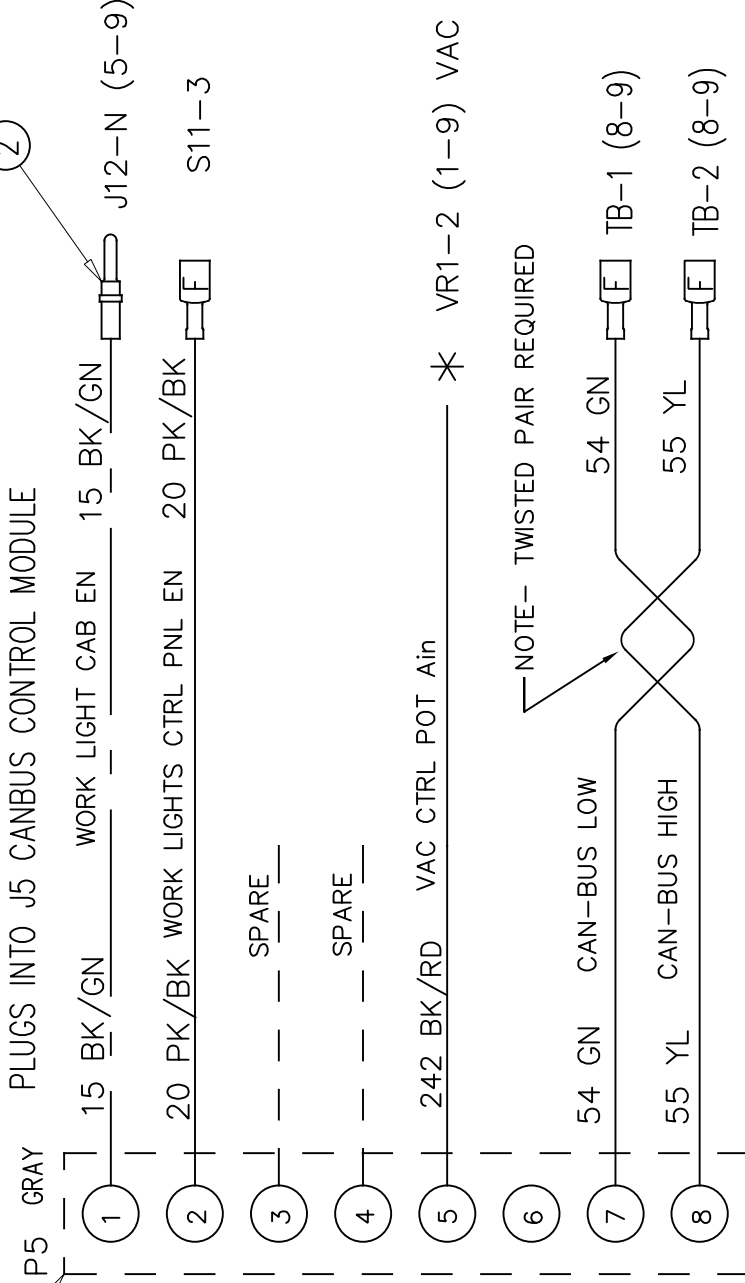 P5 GRAY PLUGS INTO J5 CANBUS CONTROL MODULE
2
1 15 BK/GN WORK LIGHT CAB EN 15 BK/GN J12-N (5-9)
2 20 PK/BK WORK LIGHTS CTRL PNL EN 20 PK/BK F S11-3
3 SPARE
4 SPARE
5 242 BK/RD VAC CTRL POT Ain * VR1-2 (1-9) VAC
6
NOTE- TWISTED PAIR REQUIRED
7 54 GN CAN-BUS LOW 54 GN F TB-1 (8-9)
8 55 YL CAN-BUS HIGH 55 YL F TB-2 (8-9)